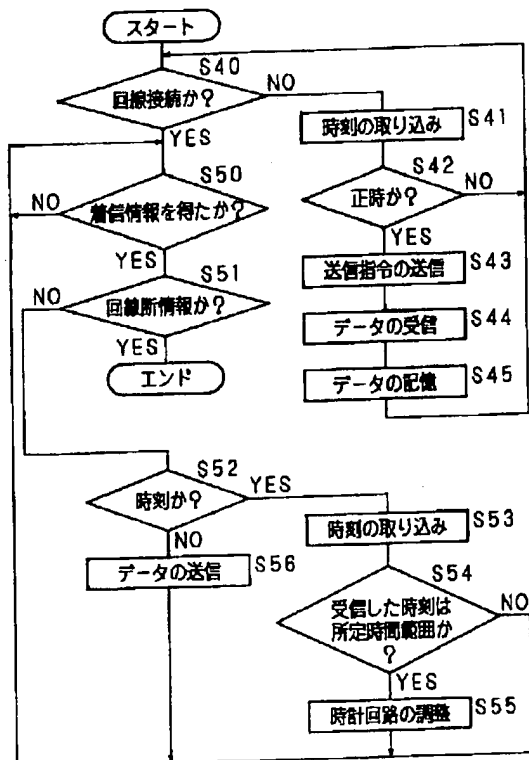 スタート
S40
回線接続か?
NO
YES
時刻の取り込み
S41
S42
正時か?
NO
YES
S50
NO
着信情報を得たか?
YES
送信指令の送信
S43
S51
NO
回線断情報か?
YES
データの受信
S44
エンド
データの記憶
S45
S52
時刻か?
YES
NO
時刻の取り込み
S53
データの送信
S56
S54
受信した時刻は
所定時間範囲か
?
NO
YES
時計回路の調整
S55